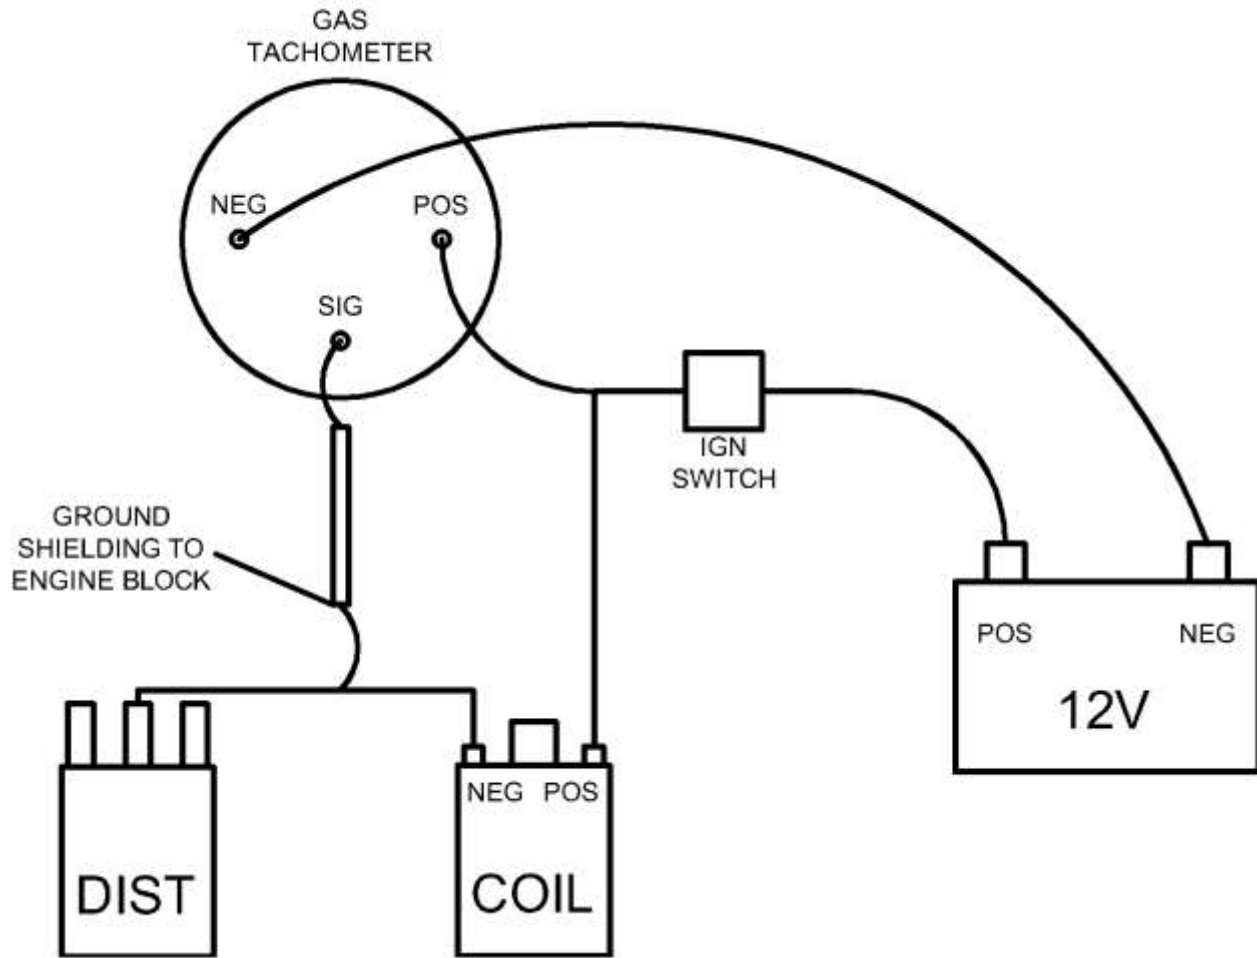 GAS
TACHOMETER
NEG
POS
SIG
IGN
SWITCH
GROUND
SHIELDING TO
ENGINE BLOCK
POS
NEG
12V
NEG
POS
DIST
COIL